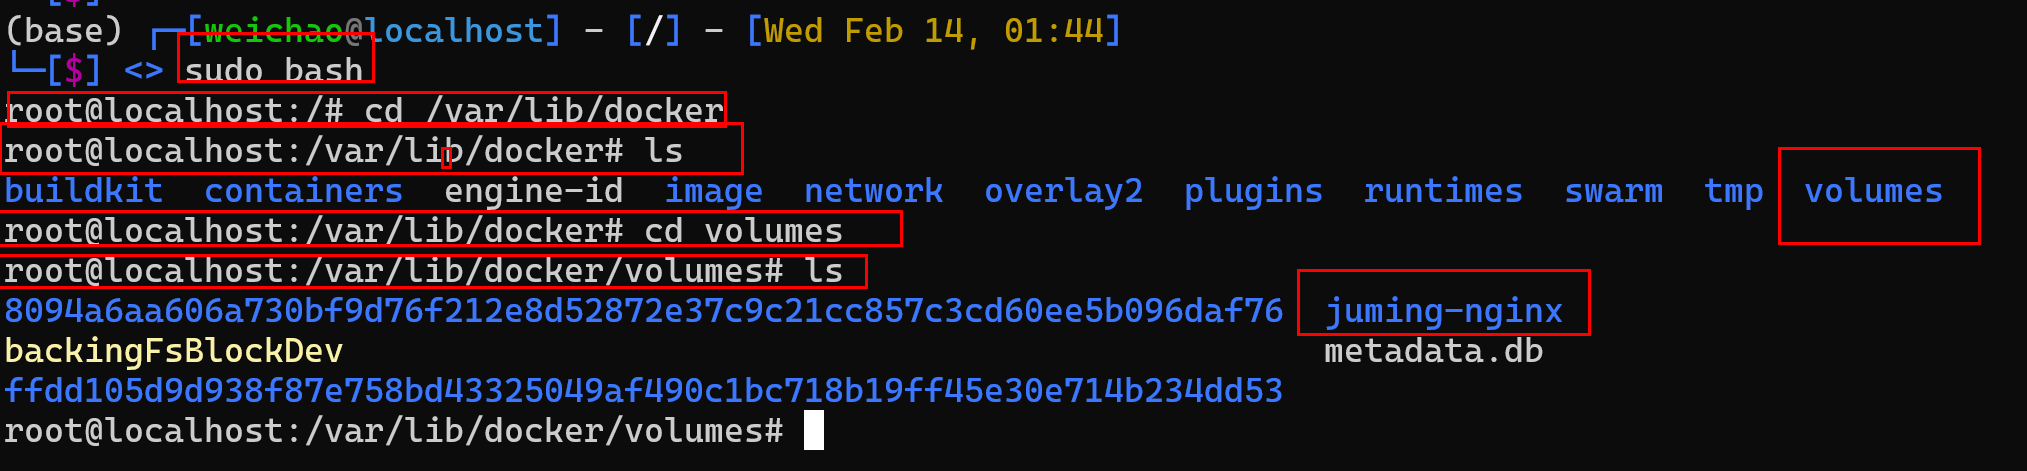 (base) ┌─[weichao@localhost] - [/] - [Wed Feb 14, 01:44]
└─[$] <> sudo bash
root@localhost:/# cd /var/lib/docker
root@localhost:/var/lib/docker# ls
buildkit containers engine-id image network overlay2 plugins runtimes swarm tmp volumes
root@localhost:/var/lib/docker# cd volumes
root@localhost:/var/lib/docker/volumes# ls
8094a6aa606a730bf9d76f212e8d52872e37c9c21cc857c3cd60ee5b096daf76 juming-nginx
backingFsBlockDev metadata.db
ffdd105d9d938f87e758bd43325049af490c1bc718b19ff45e30e714b234dd53
root@localhost:/var/lib/docker/volumes#